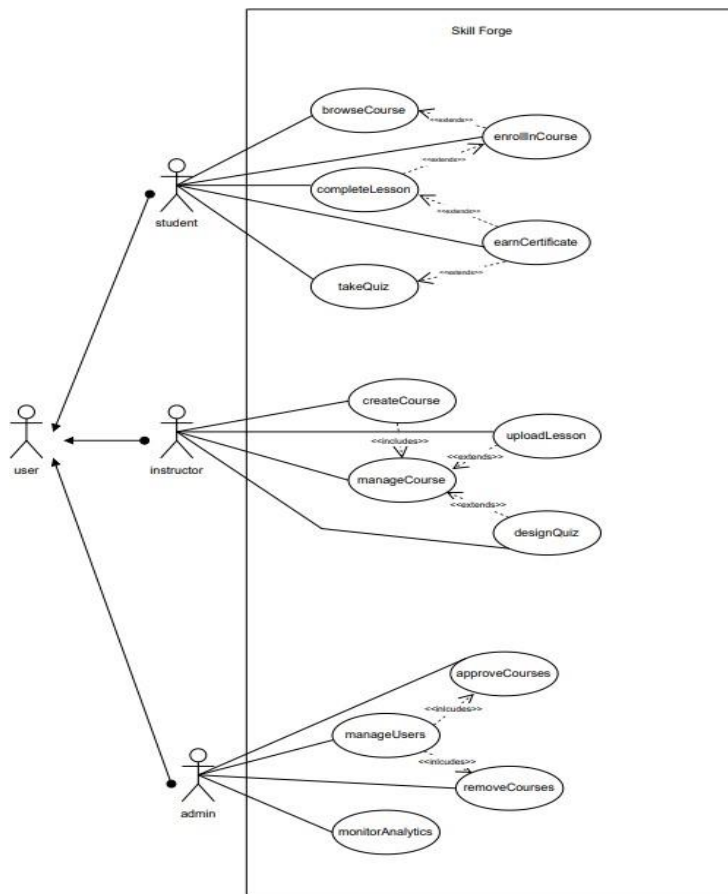 Skill Forge
browseCourse
<<extends>>
enrollInCourse
<<extends>>
completeLesson
student
<<extends>>
earnCertificate
<<extends>>
takeQuiz
createCourse
<<includes>>
uploadLesson
user
instructor
<<extends>>
manageCourse
<<extends>>
designQuiz
approveCourses
<<inlcudes>>
manageUsers
<<inlcudes>>
removeCourses
admin
monitorAnalytics